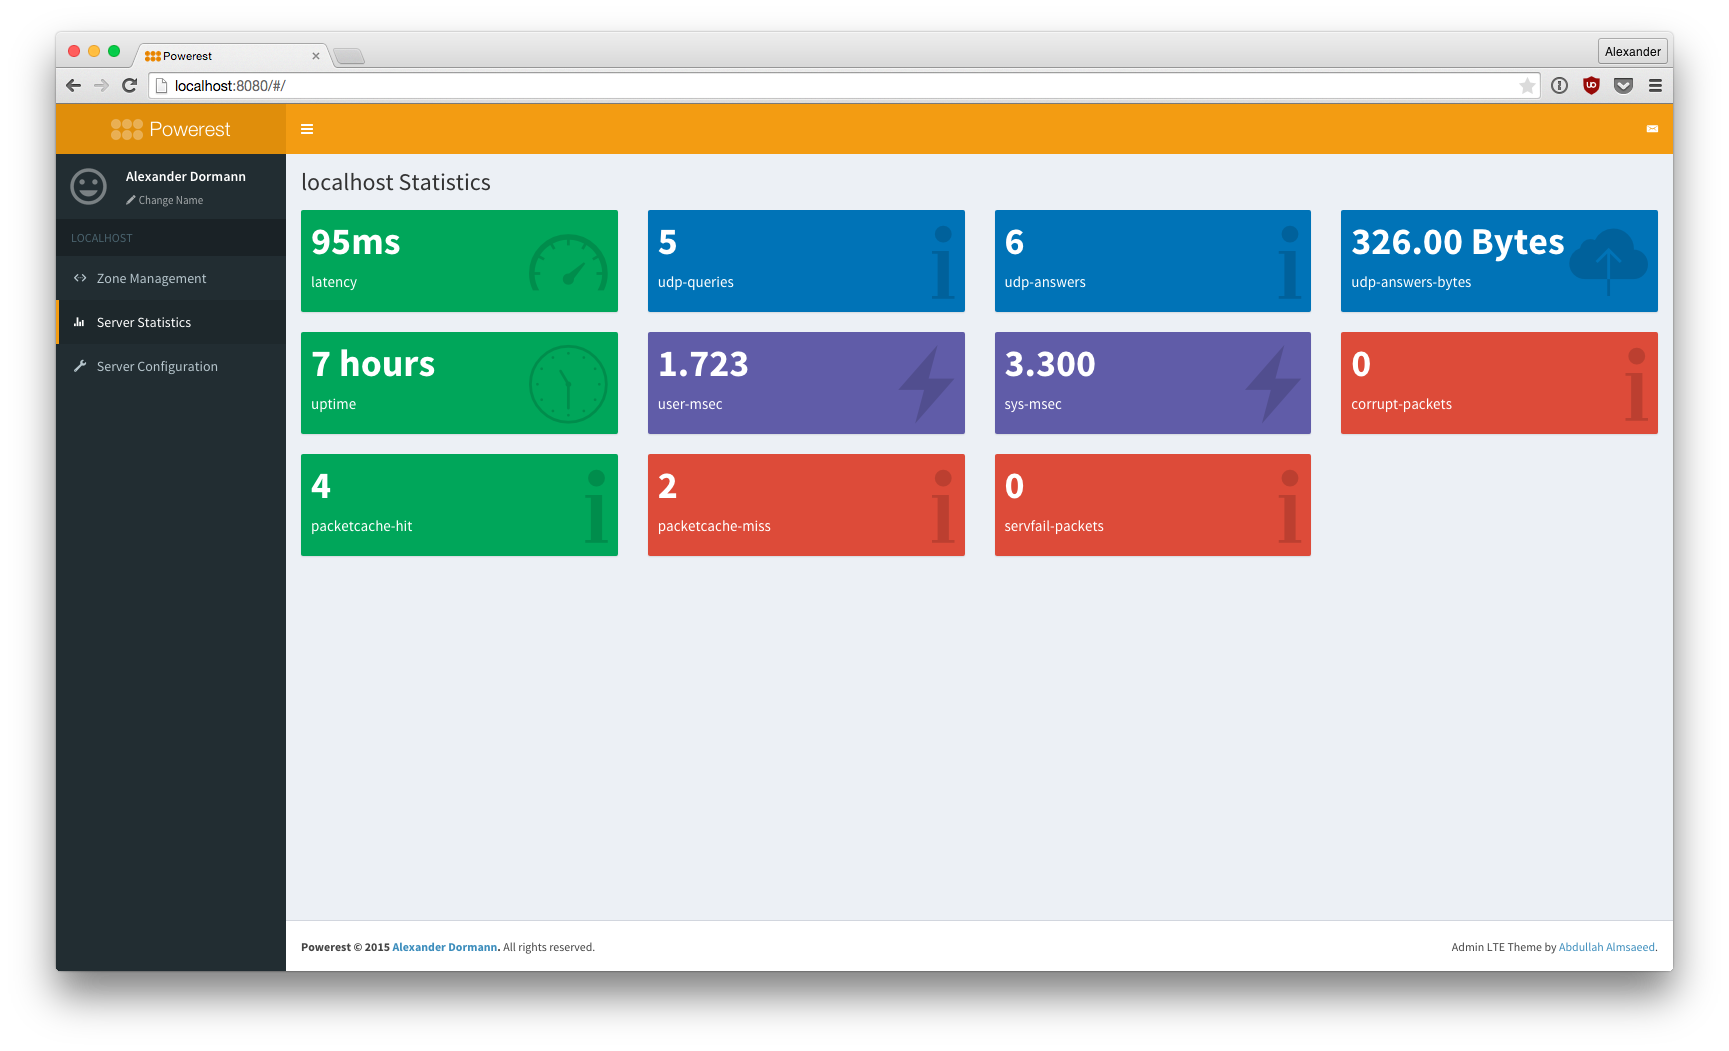 Powerest
Alexander
localhost:8080/#/
Powerest
Alexander Dormann
Change Name
LOCALHOST
Zone Management
Server Statistics
Server Configuration
localhost Statistics
95ms
latency
5
udp-queries
6
udp-answers
326.00 Bytes
udp-answers-bytes
7 hours
uptime
1.723
user-msec
3.300
sys-msec
0
corrupt-packets
4
packetcache-hit
2
packetcache-miss
0
servfail-packets
Powerest © 2015 Alexander Dormann. All rights reserved.
Admin LTE Theme by Abdullah Almsaeed.